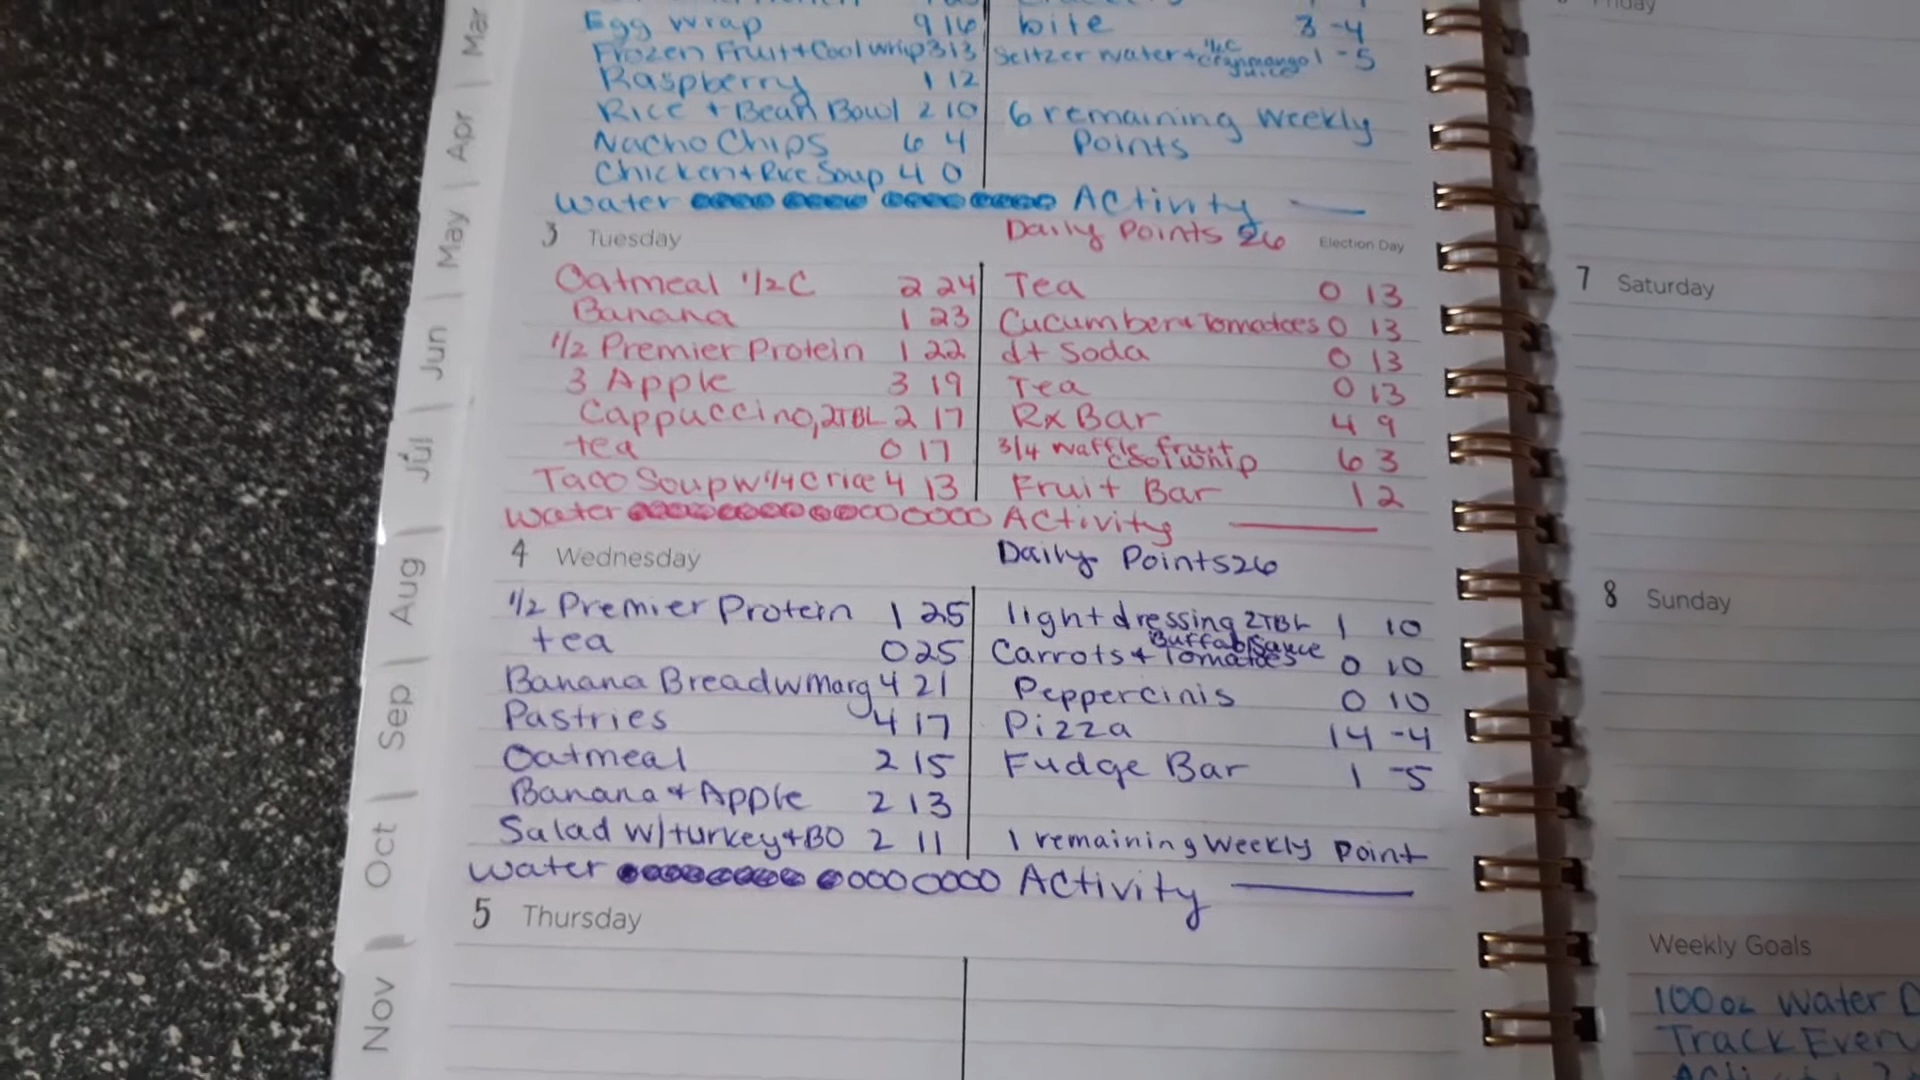 Mar
Apr
May
Jun
Jul
Aug
Sep
Oct
Nov
Egg wrap 9 16
Frozen Fruit + Cool whip 3 13
Raspberry 1 12
Rice + Bean Bowl 2 10
Nacho Chips 6 4
Chicken + Rice Soup 4 0
bite 3 -4
Seltzer water + 1/2 C cranmango juice 1 -5
6 remaining weekly
Points
Water Activity
3 Tuesday
Daily Points 26
Election Day
Oatmeal 1/2 C 2 24
Banana 1 23
1/2 Premier Protein 1 22
3 Apple 3 19
Cappuccino, 2TBL 2 17
tea 0 17
Taco Soup w 1/4 C rice 4 13
Tea 0 13
Cucumber + Tomatoes 0 13
dt Soda 0 13
Tea 0 13
Rx Bar 4 9
3/4 waffle, fruit
coolwhip 6 3
Fruit Bar 1 2
Water Activity
4 Wednesday
Daily Points 26
1/2 Premier Protein 1 25
tea 0 25
Banana Bread w marg 4 21
Pastries 4 17
Oatmeal 2 15
Banana + Apple 2 13
Salad w/turkey + BO 2 11
light dressing 2TBL 1 10
Buffalo Sauce
Carrots + Tomatoes 0 10
Peppercinis 0 10
Pizza 14 -4
Fudge Bar 1 -5
1 remaining weekly Point
Water Activity
5 Thursday
Friday
7 Saturday
8 Sunday
Weekly Goals
100oz Water
Track Every